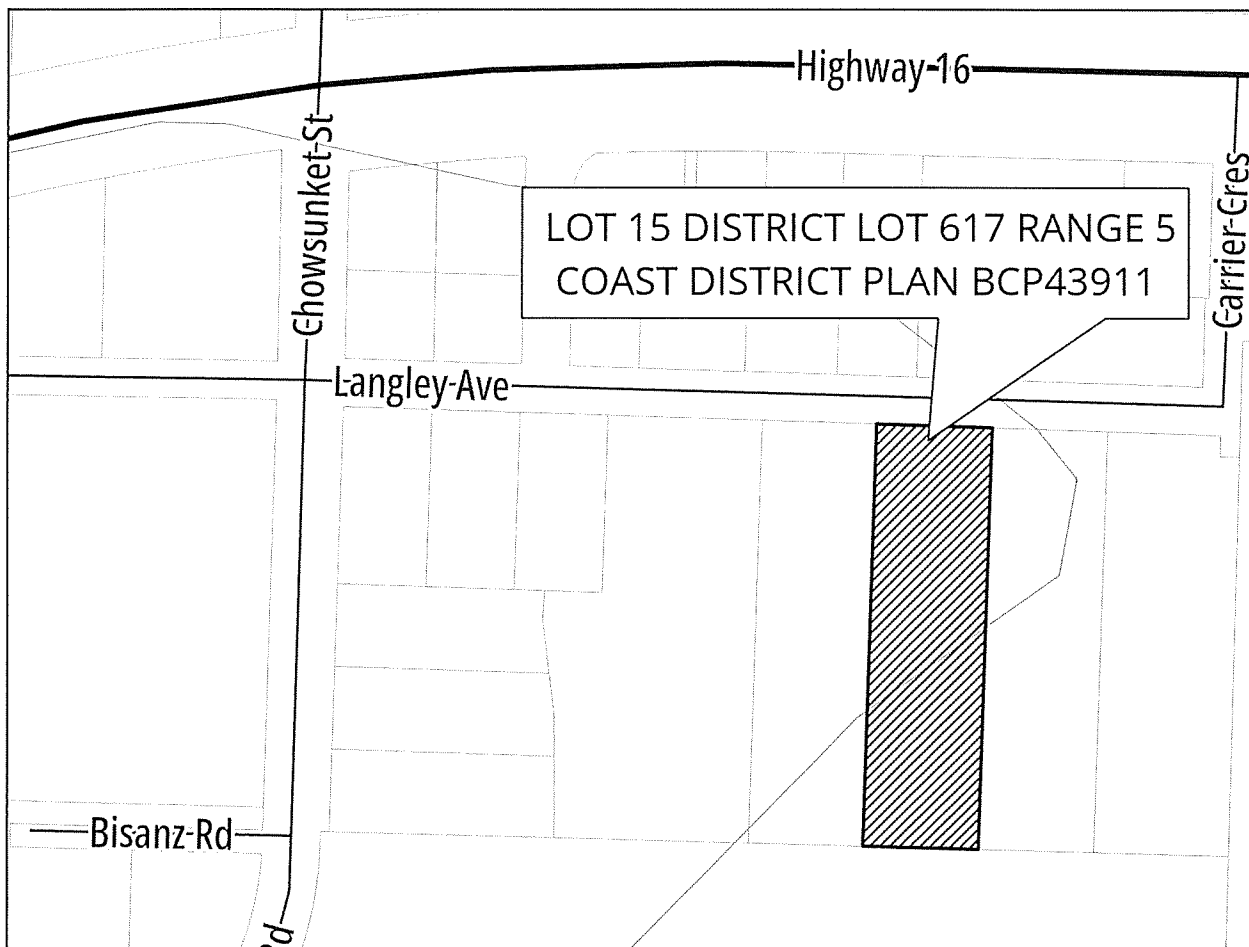 Highway 16
Chowsunket St
Carrier Cres
LOT 15 DISTRICT LOT 617 RANGE 5
COAST DISTRICT PLAN BCP43911
Langley Ave
Bisanz Rd
Rd